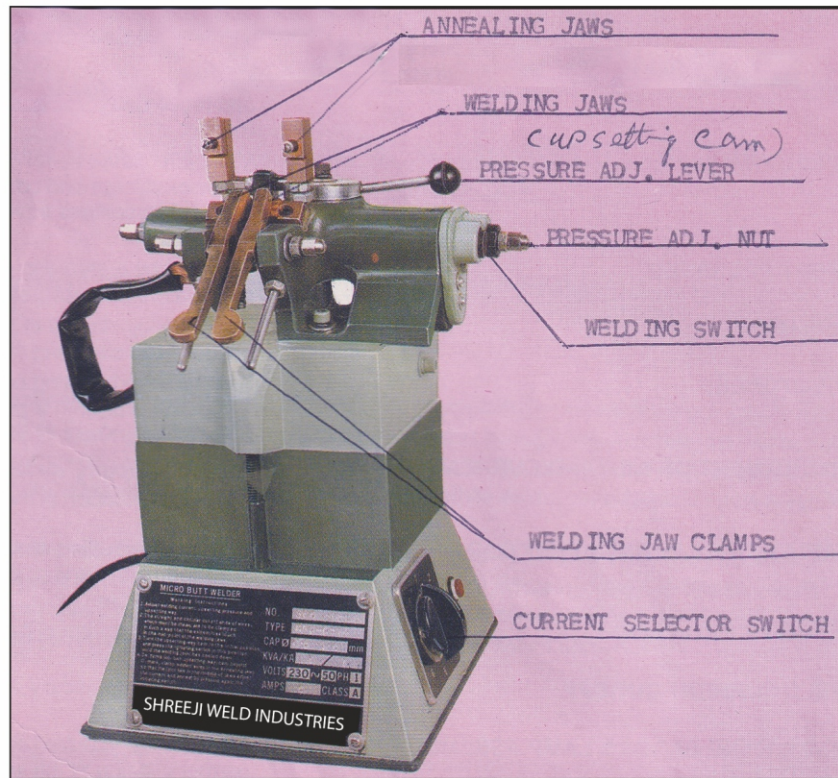 ANNEALING JAWS
WELDING JAWS
(upsetting cam)
PRESSURE ADJ. LEVER
PRESSURE ADJ. NUT
WELDING SWITCH
WELDING JAW CLAMPS
CURRENT SELECTOR SWITCH
MICRO BUTT WELDER
NO.
TYPE
CAP Ø mm
KVA/KA
VOLTS 230 ~ 50 PH 1
AMPS CLASS A
SHREEJI WELD INDUSTRIES